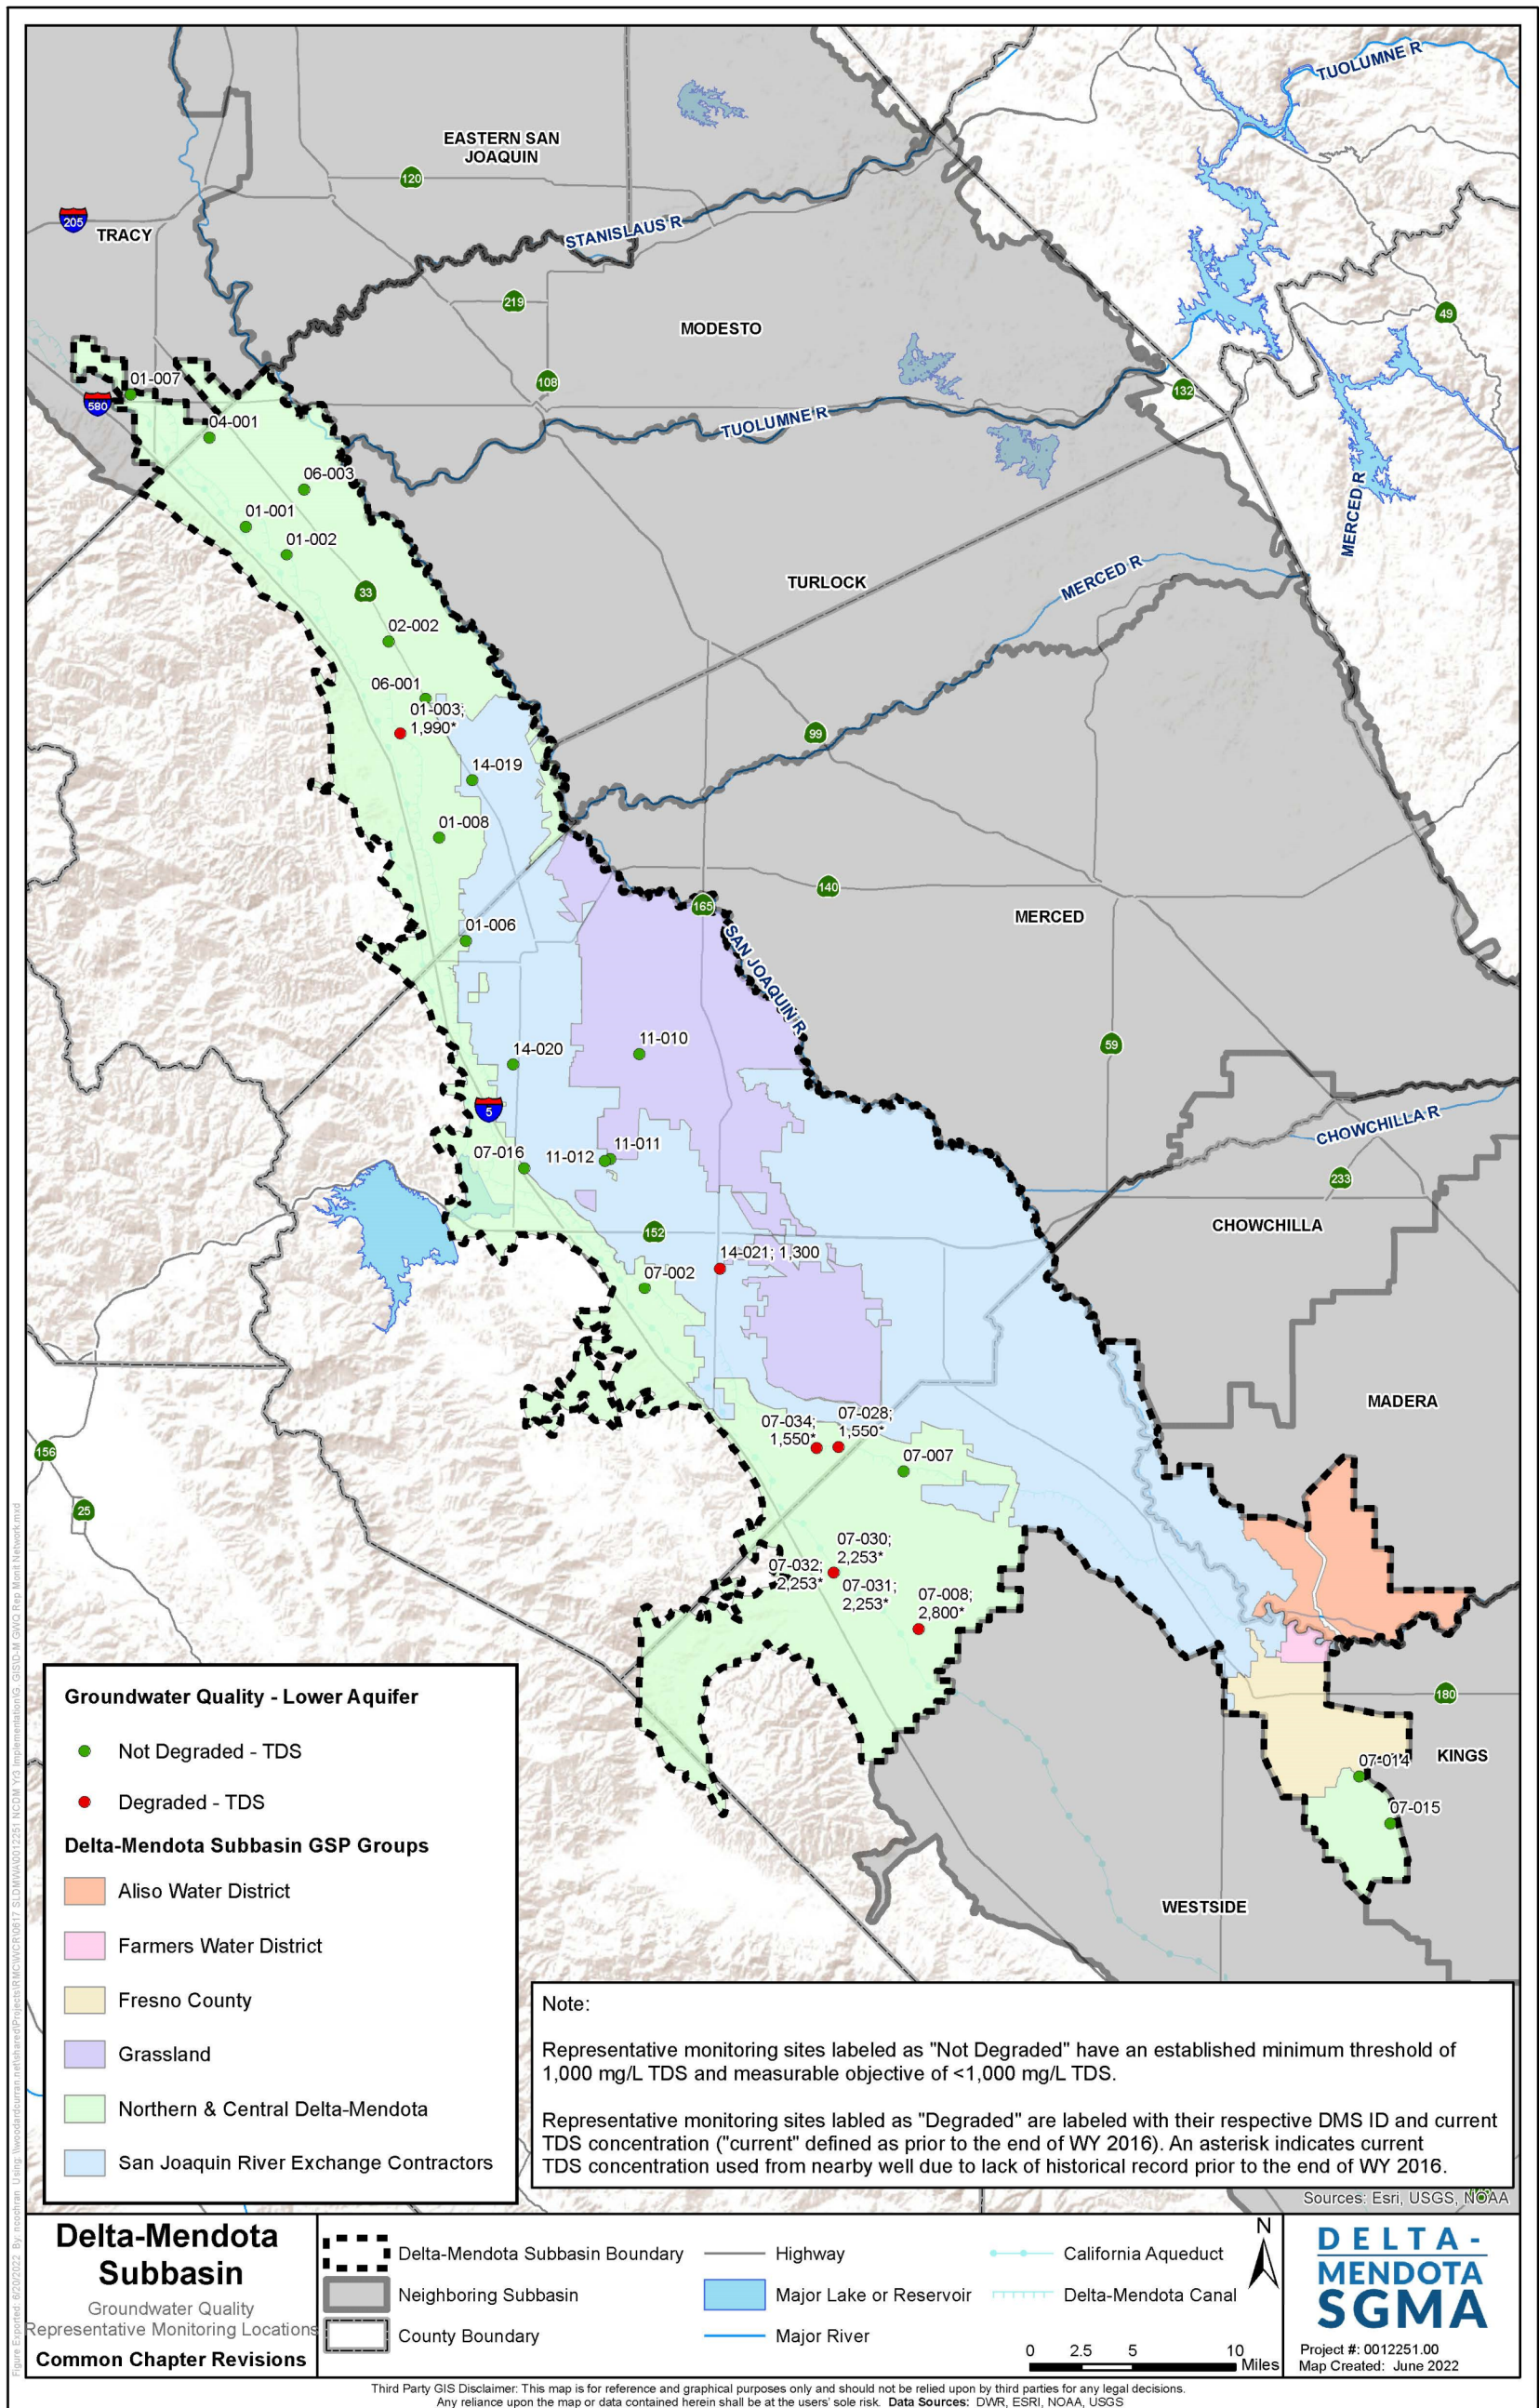 TUOLUMNE R
EASTERN SAN
JOAQUIN
120
205
TRACY
STANISLAUS R
219
MODESTO
49
108
132
01-007
580
04-001
TUOLUMNE R
06-003
MERCED R
01-001
01-002
TURLOCK
MERCED R
33
02-002
06-001
01-003;
1,990*
99
14-019
01-008
140
165
MERCED
01-006
SAN JOAQUIN R
11-010
59
14-020
5
CHOWCHILLA R
07-016
11-012
11-011
233
CHOWCHILLA
152
14-021; 1,300
07-002
MADERA
07-034;
1,550*
07-028;
1,550*
156
07-007
25
07-030;
2,253*
07-032;
2,253*
07-031;
2,253*
07-008;
2,800*
180
KINGS
07-014
07-015
WESTSIDE
Groundwater Quality - Lower Aquifer
Not Degraded - TDS
Degraded - TDS
Delta-Mendota Subbasin GSP Groups
Aliso Water District
Farmers Water District
Fresno County
Grassland
Northern & Central Delta-Mendota
San Joaquin River Exchange Contractors
Note:
Representative monitoring sites labeled as "Not Degraded" have an established minimum threshold of
1,000 mg/L TDS and measurable objective of <1,000 mg/L TDS.
Representative monitoring sites labled as "Degraded" are labeled with their respective DMS ID and current
TDS concentration ("current" defined as prior to the end of WY 2016). An asterisk indicates current
TDS concentration used from nearby well due to lack of historical record prior to the end of WY 2016.
Sources: Esri, USGS, NOAA
Delta-Mendota
Subbasin
Groundwater Quality
Representative Monitoring Locations
Common Chapter Revisions
Delta-Mendota Subbasin Boundary
Neighboring Subbasin
County Boundary
Highway
Major Lake or Reservoir
Major River
California Aqueduct
Delta-Mendota Canal
N
0 2.5 5 10
Miles
DELTA-
MENDOTA
SGMA
Project #: 0012251.00
Map Created: June 2022
Third Party GIS Disclaimer: This map is for reference and graphical purposes only and should not be relied upon by third parties for any legal decisions.
Any reliance upon the map or data contained herein shall be at the users' sole risk. Data Sources: DWR, ESRI, NOAA, USGS